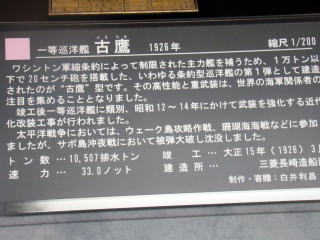 ふるたか
一等巡洋艦 古鷹 1926年 縮尺1/200
ワシントン軍縮条約によって制限された主力艦を補うため、1万トン以
下で20センチ砲を搭載した、いわゆる条約型巡洋艦の第1弾として建造
されたのが“古鷹”型です。その高性能と重武装は、世界の海軍関係者の
注目を集めることとなりました。
竣工後一等巡洋艦に類別、昭和12～14年にかけて武装を強化する近代
化改装工事が行われました。
太平洋戦争においては、ウェーク島攻略作戦、珊瑚海海戦などに参加し
ましたが、サボ島沖夜戦において被弾大破し沈没しました。
トン数…10,507排水トン 竣工…大正15年(1926)3月
速力…33.0ノット 建造所…三菱長崎造船
制作・寄贈：白井利昌